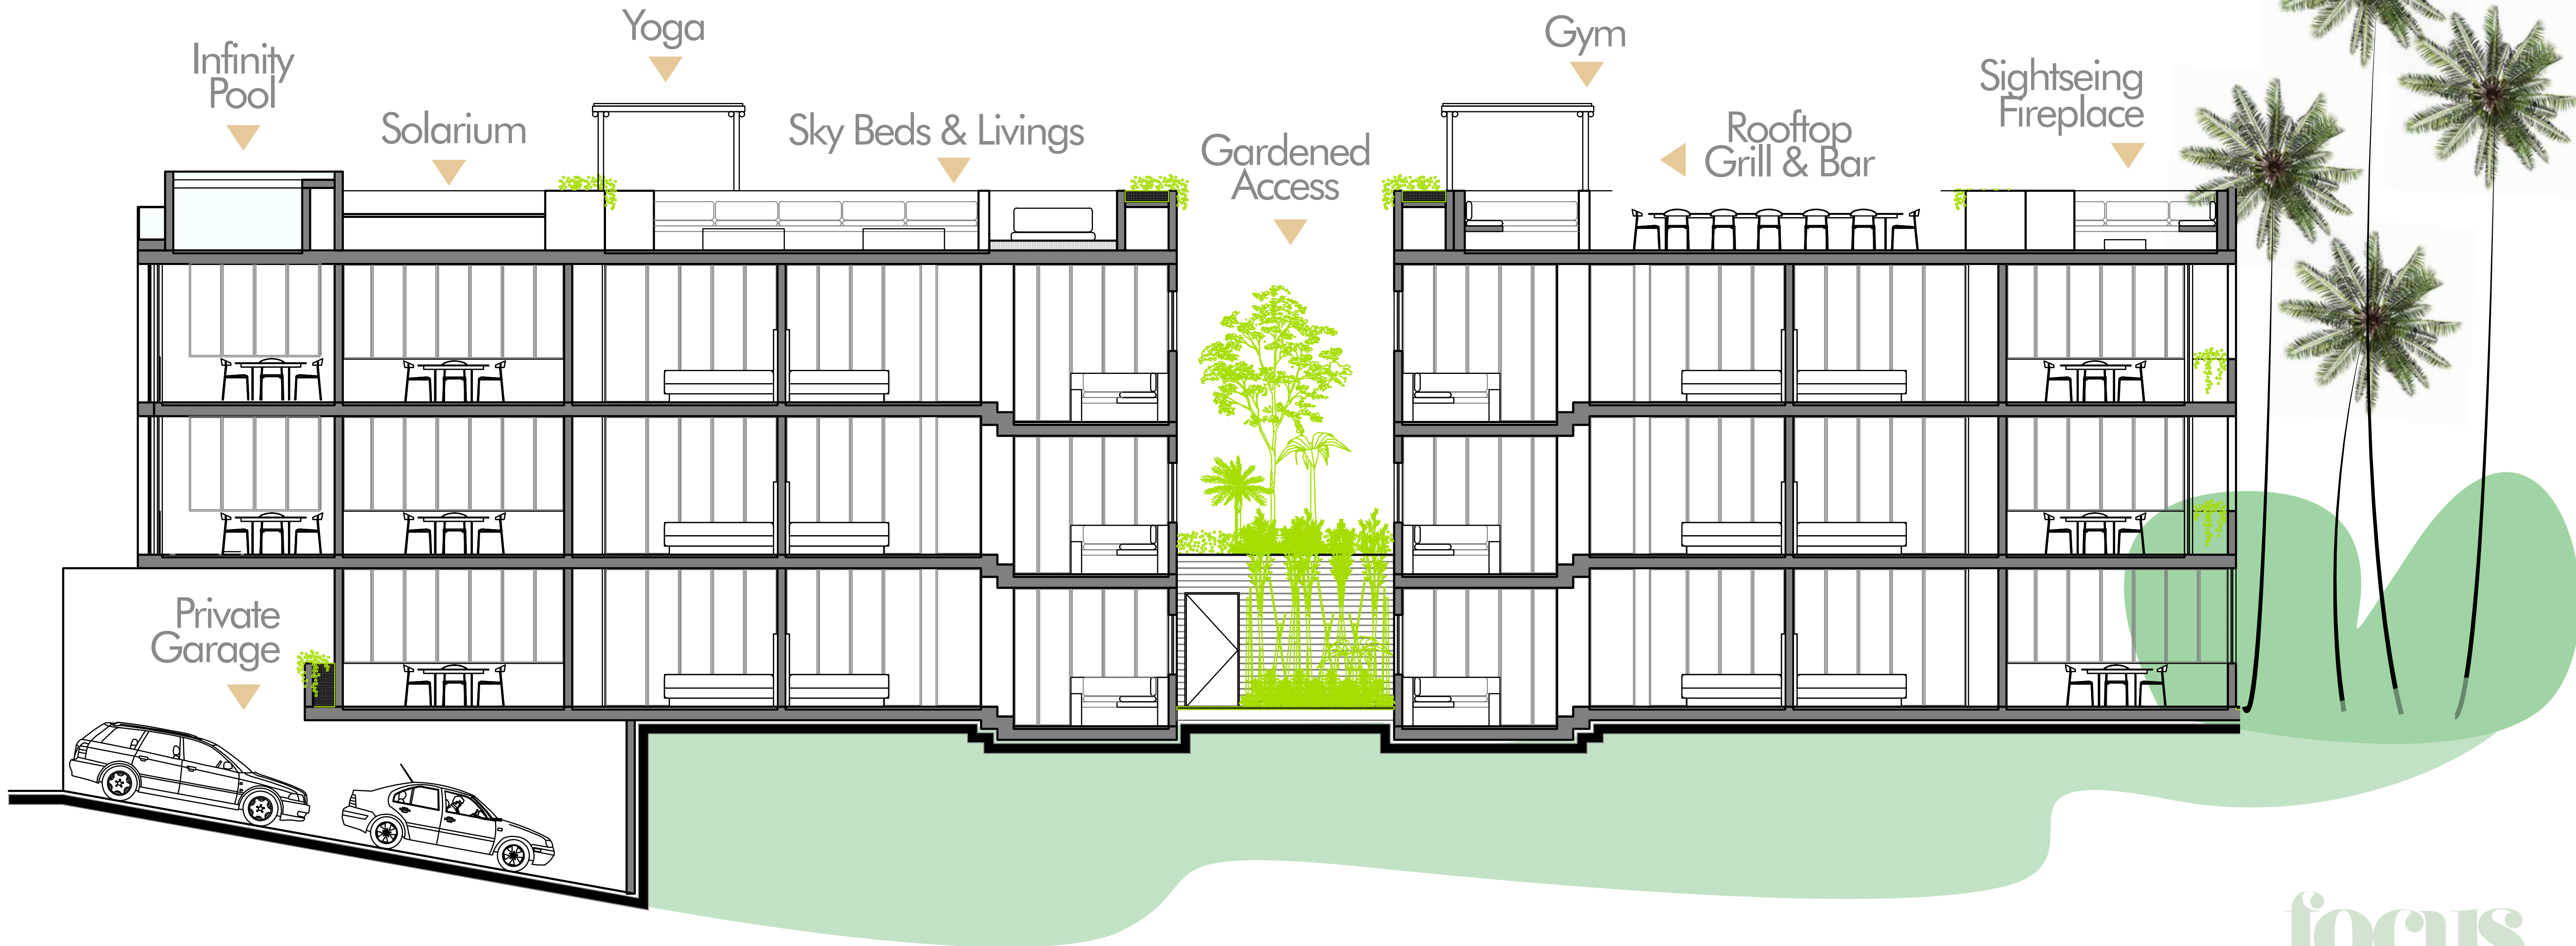 Infinity
Pool
Solarium
Yoga
Sky Beds & Livings
Gardened
Access
Gym
Rooftop
Grill & Bar
Sightseing
Fireplace
Private
Garage
focus